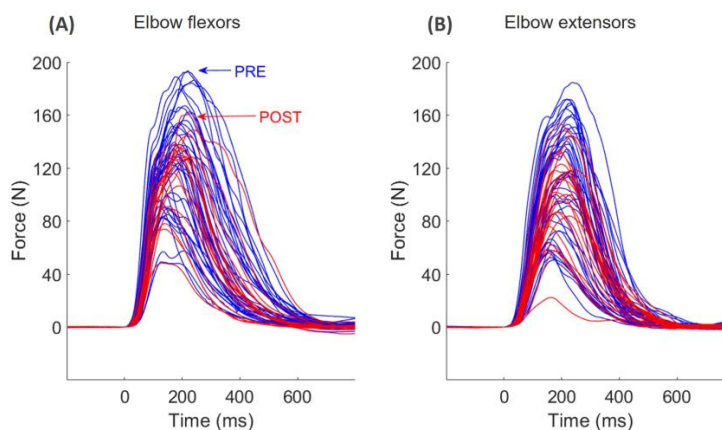 (A) Elbow flexors
200
160
120
80
40
0
Force (N)
PRE
POST
0 200 400 600
Time (ms)
(B) Elbow extensors
200
160
120
80
40
0
Force (N)
0 200 400 600
Time (ms)